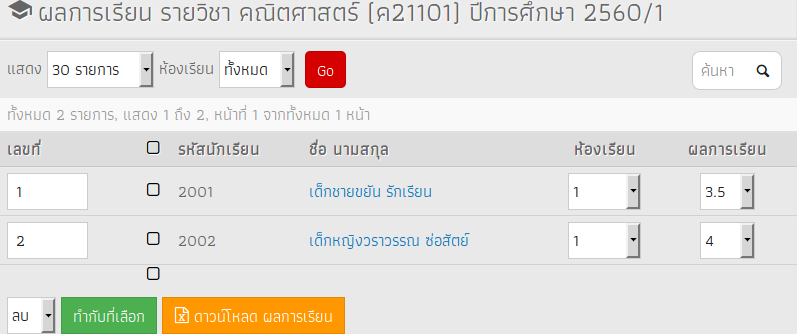 ผลการเรียน รายวิชา คณิตศาสตร์ (ค21101) ปีการศึกษา 2560/1
แสดง 30 รายการ ห้องเรียน ทั้งหมด Go ค้นหา
ทั้งหมด 2 รายการ, แสดง 1 ถึง 2, หน้าที่ 1 จากทั้งหมด 1 หน้า
เลขที่ รหัสนักเรียน ชื่อ นามสกุล ห้องเรียน ผลการเรียน
1 2001 เด็กชายขยัน รักเรียน 1 3.5
2 2002 เด็กหญิงวราวรรณ ซ่อสัตย์ 1 4
ลบ ทำกับที่เลือก ดาวน์โหลด ผลการเรียน